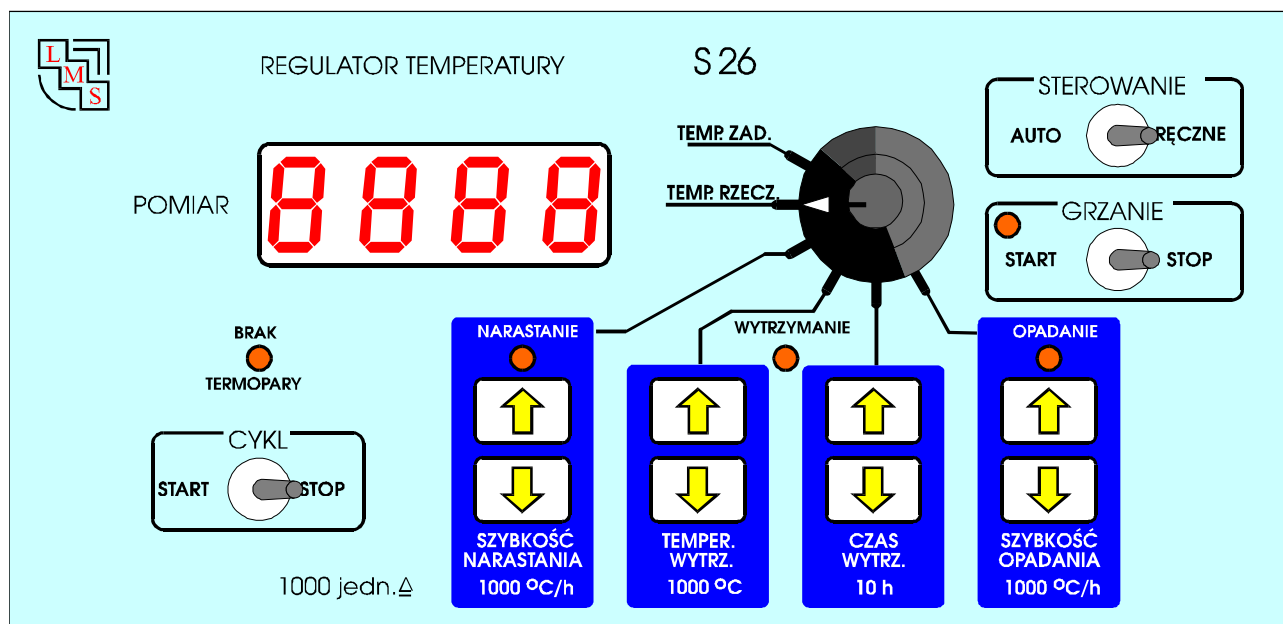 L
M
S
REGULATOR TEMPERATURY
S 26
STEROWANIE
AUTO
RĘCZNE
TEMP. ZAD.
TEMP. RZECZ.
POMIAR
8888
GRZANIE
START
STOP
NARASTANIE
WYTRZYMANIE
OPADANIE
BRAK
TERMOPARY
CYKL
START
STOP
SZYBKOŚĆ
NARASTANIA
1000 °C/h
TEMPER.
WYTRZ.
1000 °C
CZAS
WYTRZ.
10 h
SZYBKOŚĆ
OPADANIA
1000 °C/h
1000 jedn.≙